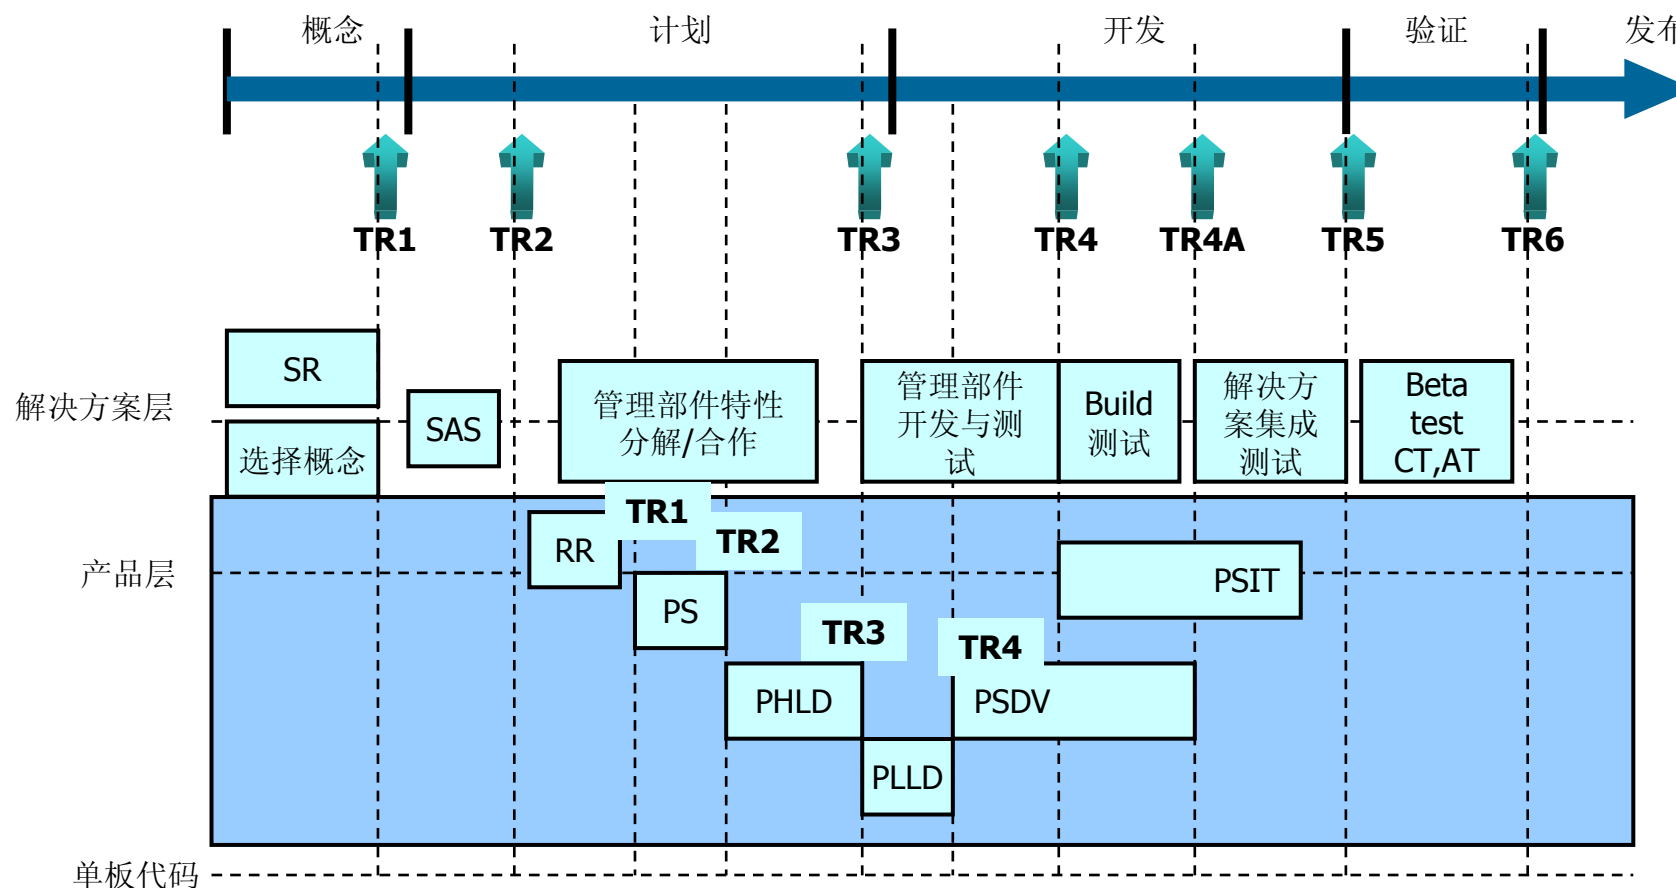 概念
计划
开发
验证
发布
TR1
TR2
TR3
TR4
TR4A
TR5
TR6
解决方案层
SR
选择概念
SAS
管理部件特性
分解/合作
管理部件
开发与测
试
Build
测试
解决方
案集成
测试
Beta
test
CT,AT
产品层
RR
TR1
TR2
PS
TR3
PHLD
PLLD
TR4
PSDV
PSIT
单板代码